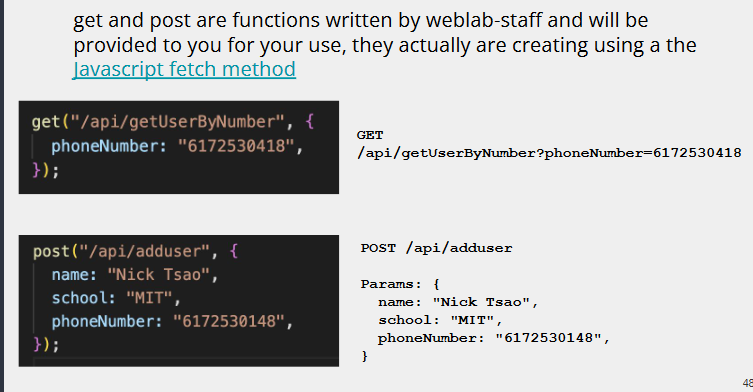 get and post are functions written by weblab-staff and will be
provided to you for your use, they actually are creating using a the
Javascript fetch method
get("/api/getUserByNumber", {
phoneNumber: "6172530418",
});
GET
/api/getUserByNumber?phoneNumber=6172530418
post("/api/adduser", {
name: "Nick Tsao",
school: "MIT",
phoneNumber: "6172530148",
});
POST /api/adduser
Params: {
name: "Nick Tsao",
school: "MIT",
phoneNumber: "6172530148",
}
48